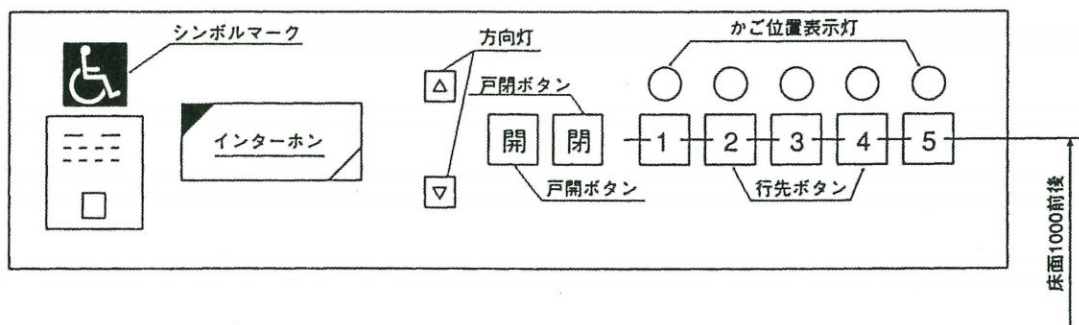 シンボルマーク
方向灯
かご位置表示灯
戸閉ボタン
インターホン
開 閉 1 2 3 4 5
戸開ボタン
行先ボタン
床面1000前後